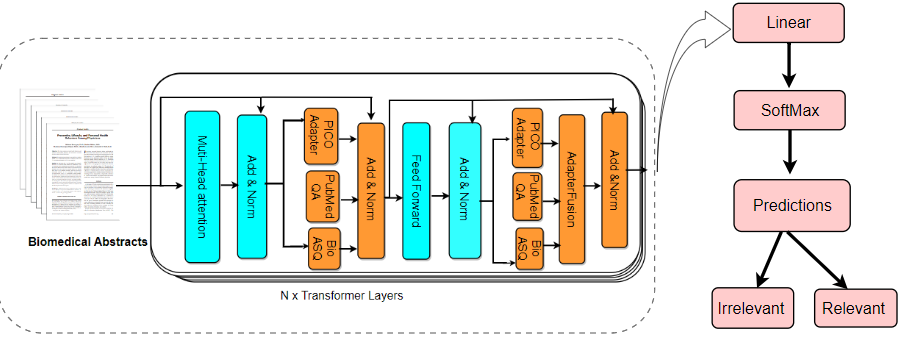 Biomedical Abstracts
Muti-Head attention
Add & Norm
PICO
Adapter
PubMed
QA
Bio
ASQ
Add & Norm
Feed Forward
Add & Norm
PICO
Adapter
PubMed
QA
Bio
ASQ
AdapterFusion
Add &Norm
N x Transformer Layers
Linear
SoftMax
Predictions
Irrelevant
Relevant